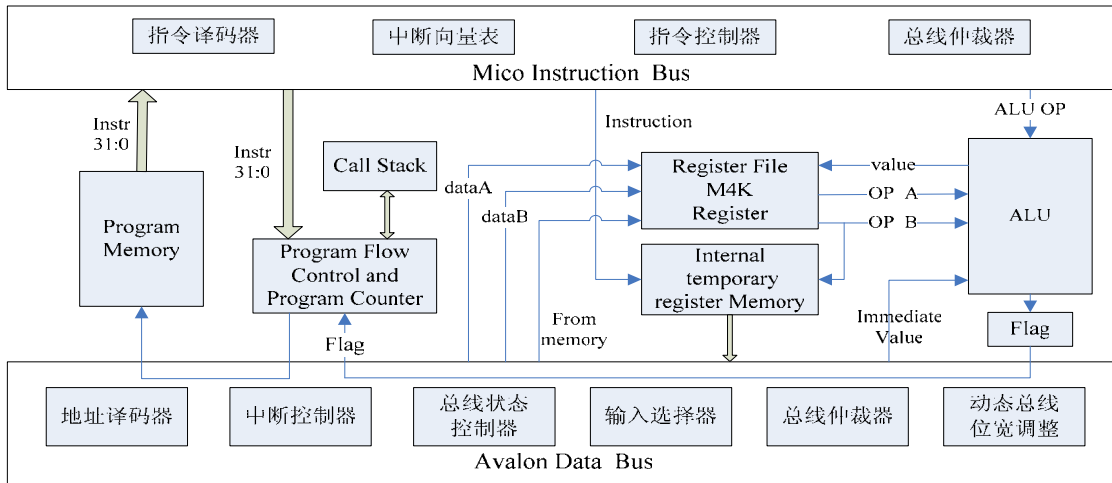 指令译码器
中断向量表
指令控制器
总线仲裁器
Mico Instruction Bus
Instr
31:0
Instr
31:0
Instruction
ALU OP
Call Stack
dataA
dataB
Register File
M4K
Register
value
OP A
OP B
ALU
Program
Memory
Program Flow
Control and
Program Counter
Internal
temporary
register Memory
From
memory
Immediate
Value
Flag
Flag
地址译码器
中断控制器
总线状态
控制器
输入选择器
总线仲裁器
动态总线
位宽调整
Avalon Data Bus